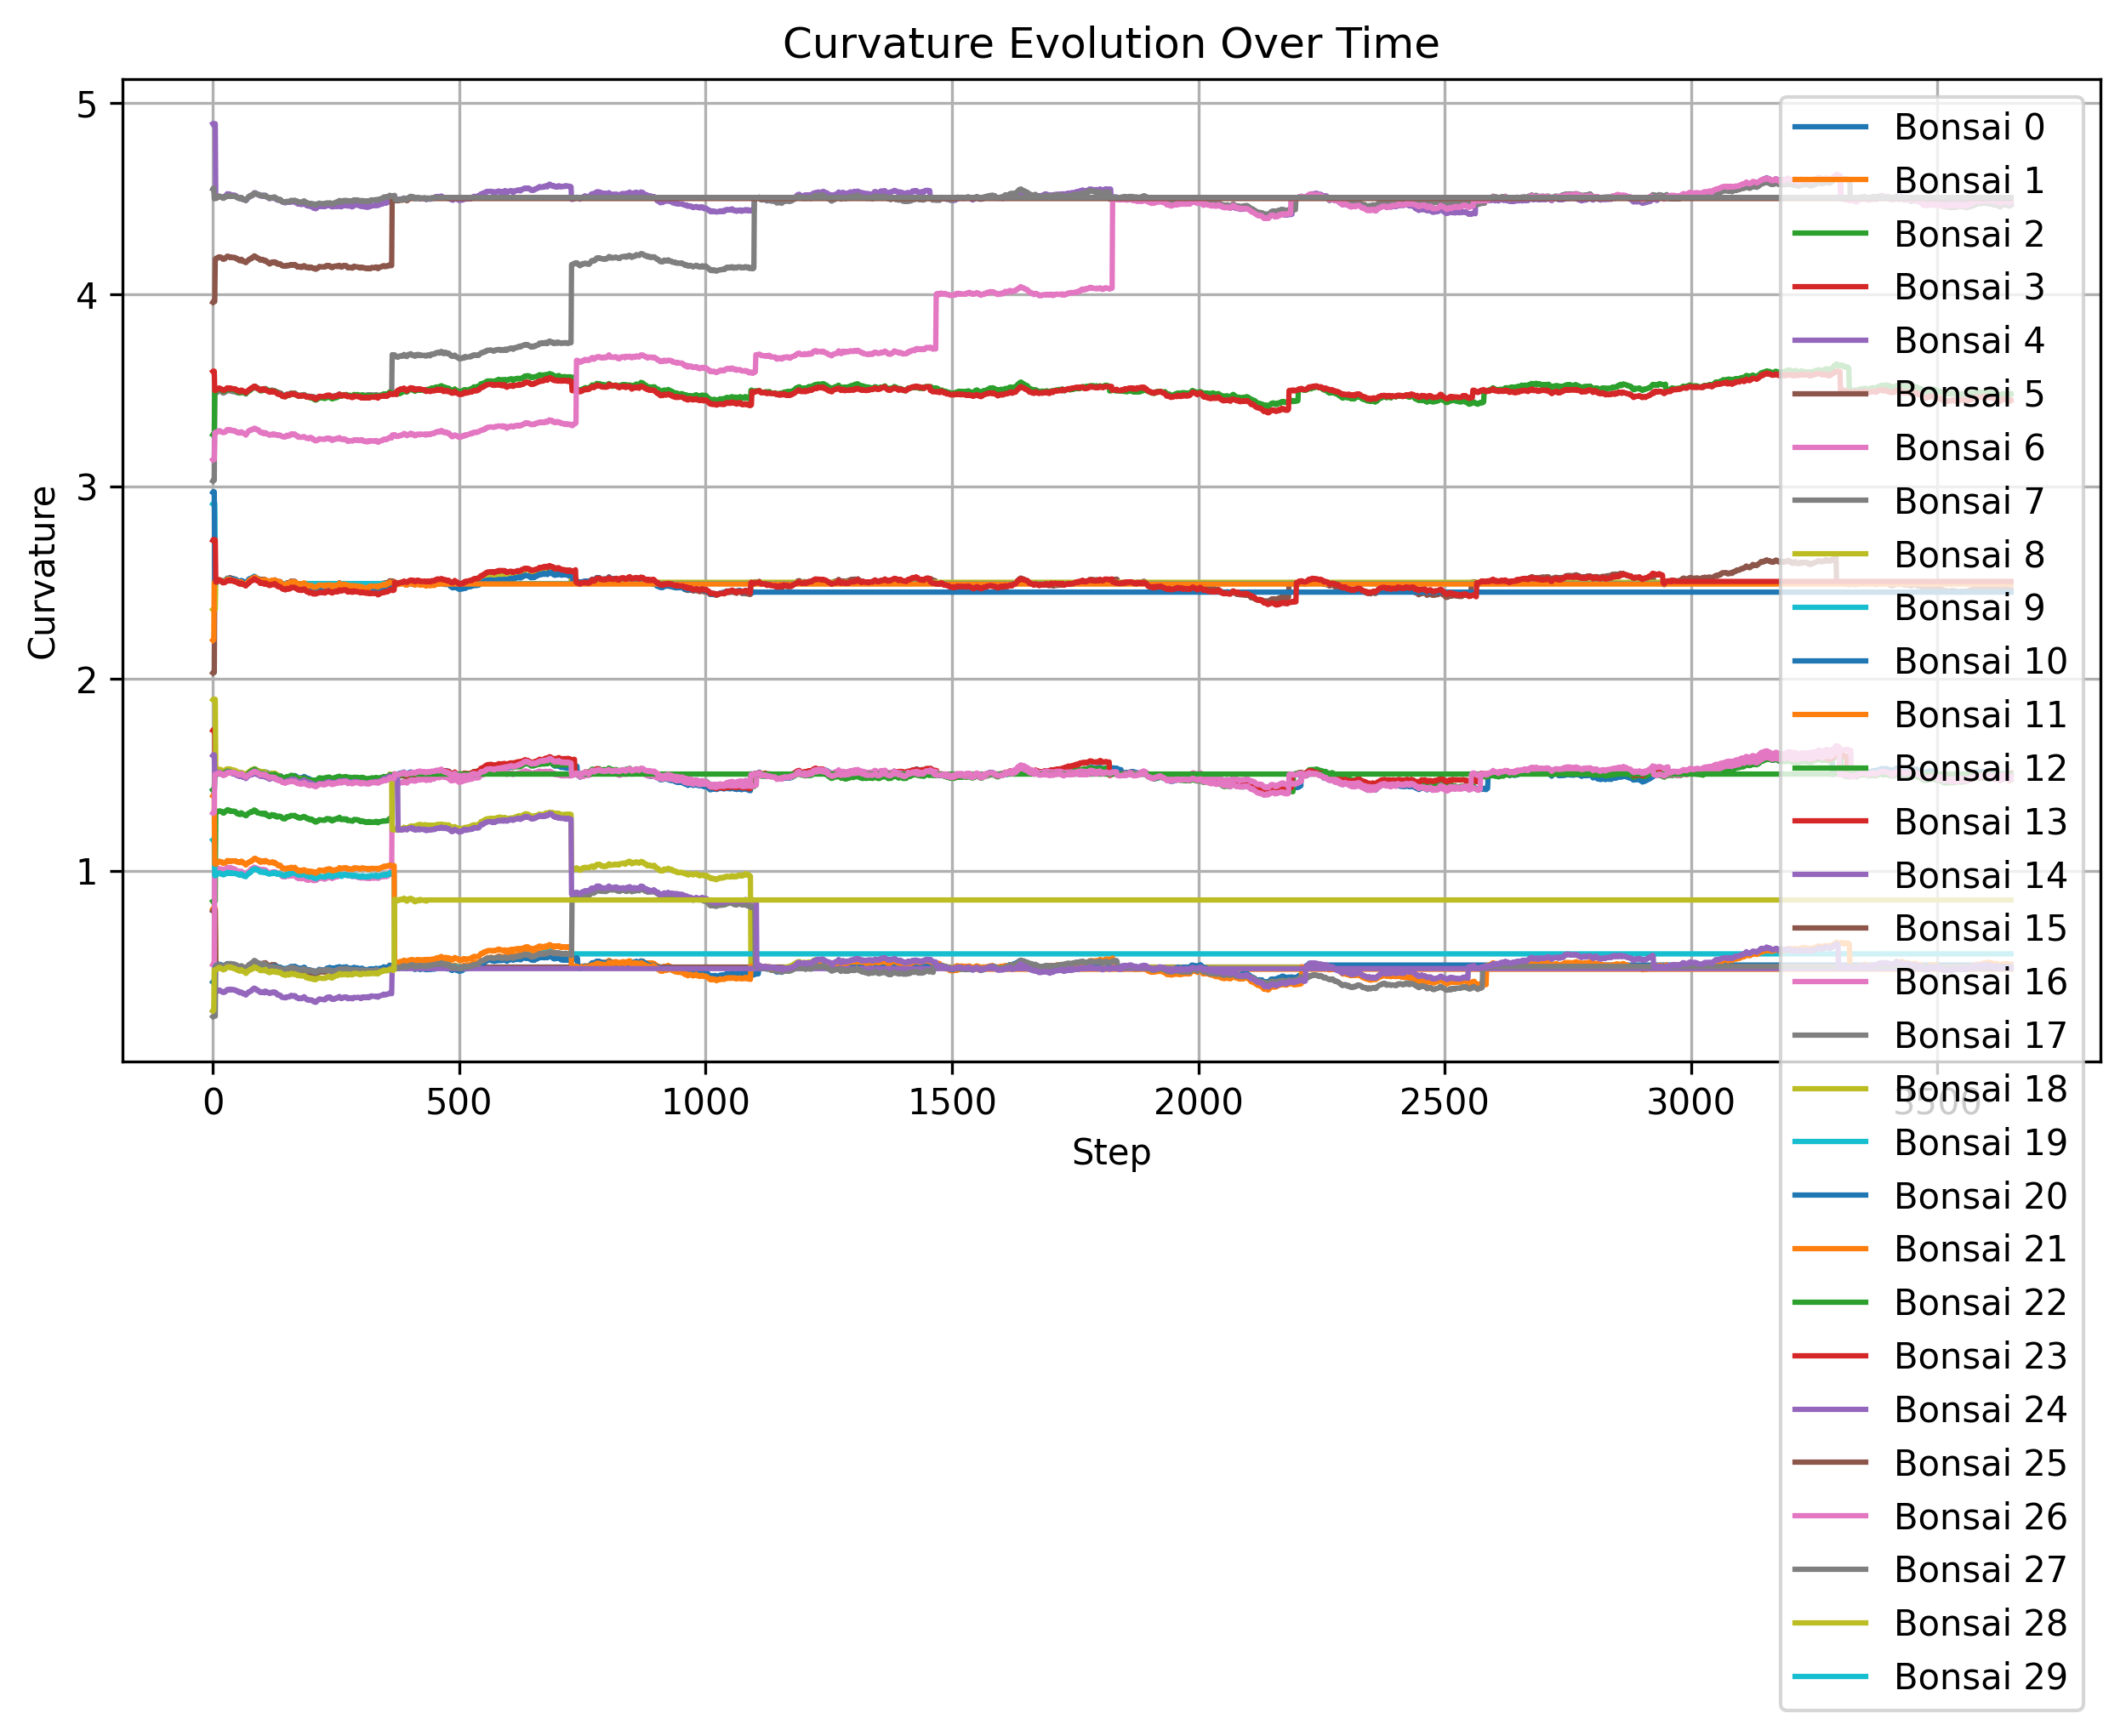 Curvature Evolution Over Time
5
4
3
2
1
Curvature
0
500
1000
1500
2000
2500
3000
3500
Step
Bonsai 0
Bonsai 1
Bonsai 2
Bonsai 3
Bonsai 4
Bonsai 5
Bonsai 6
Bonsai 7
Bonsai 8
Bonsai 9
Bonsai 10
Bonsai 11
Bonsai 12
Bonsai 13
Bonsai 14
Bonsai 15
Bonsai 16
Bonsai 17
Bonsai 18
Bonsai 19
Bonsai 20
Bonsai 21
Bonsai 22
Bonsai 23
Bonsai 24
Bonsai 25
Bonsai 26
Bonsai 27
Bonsai 28
Bonsai 29